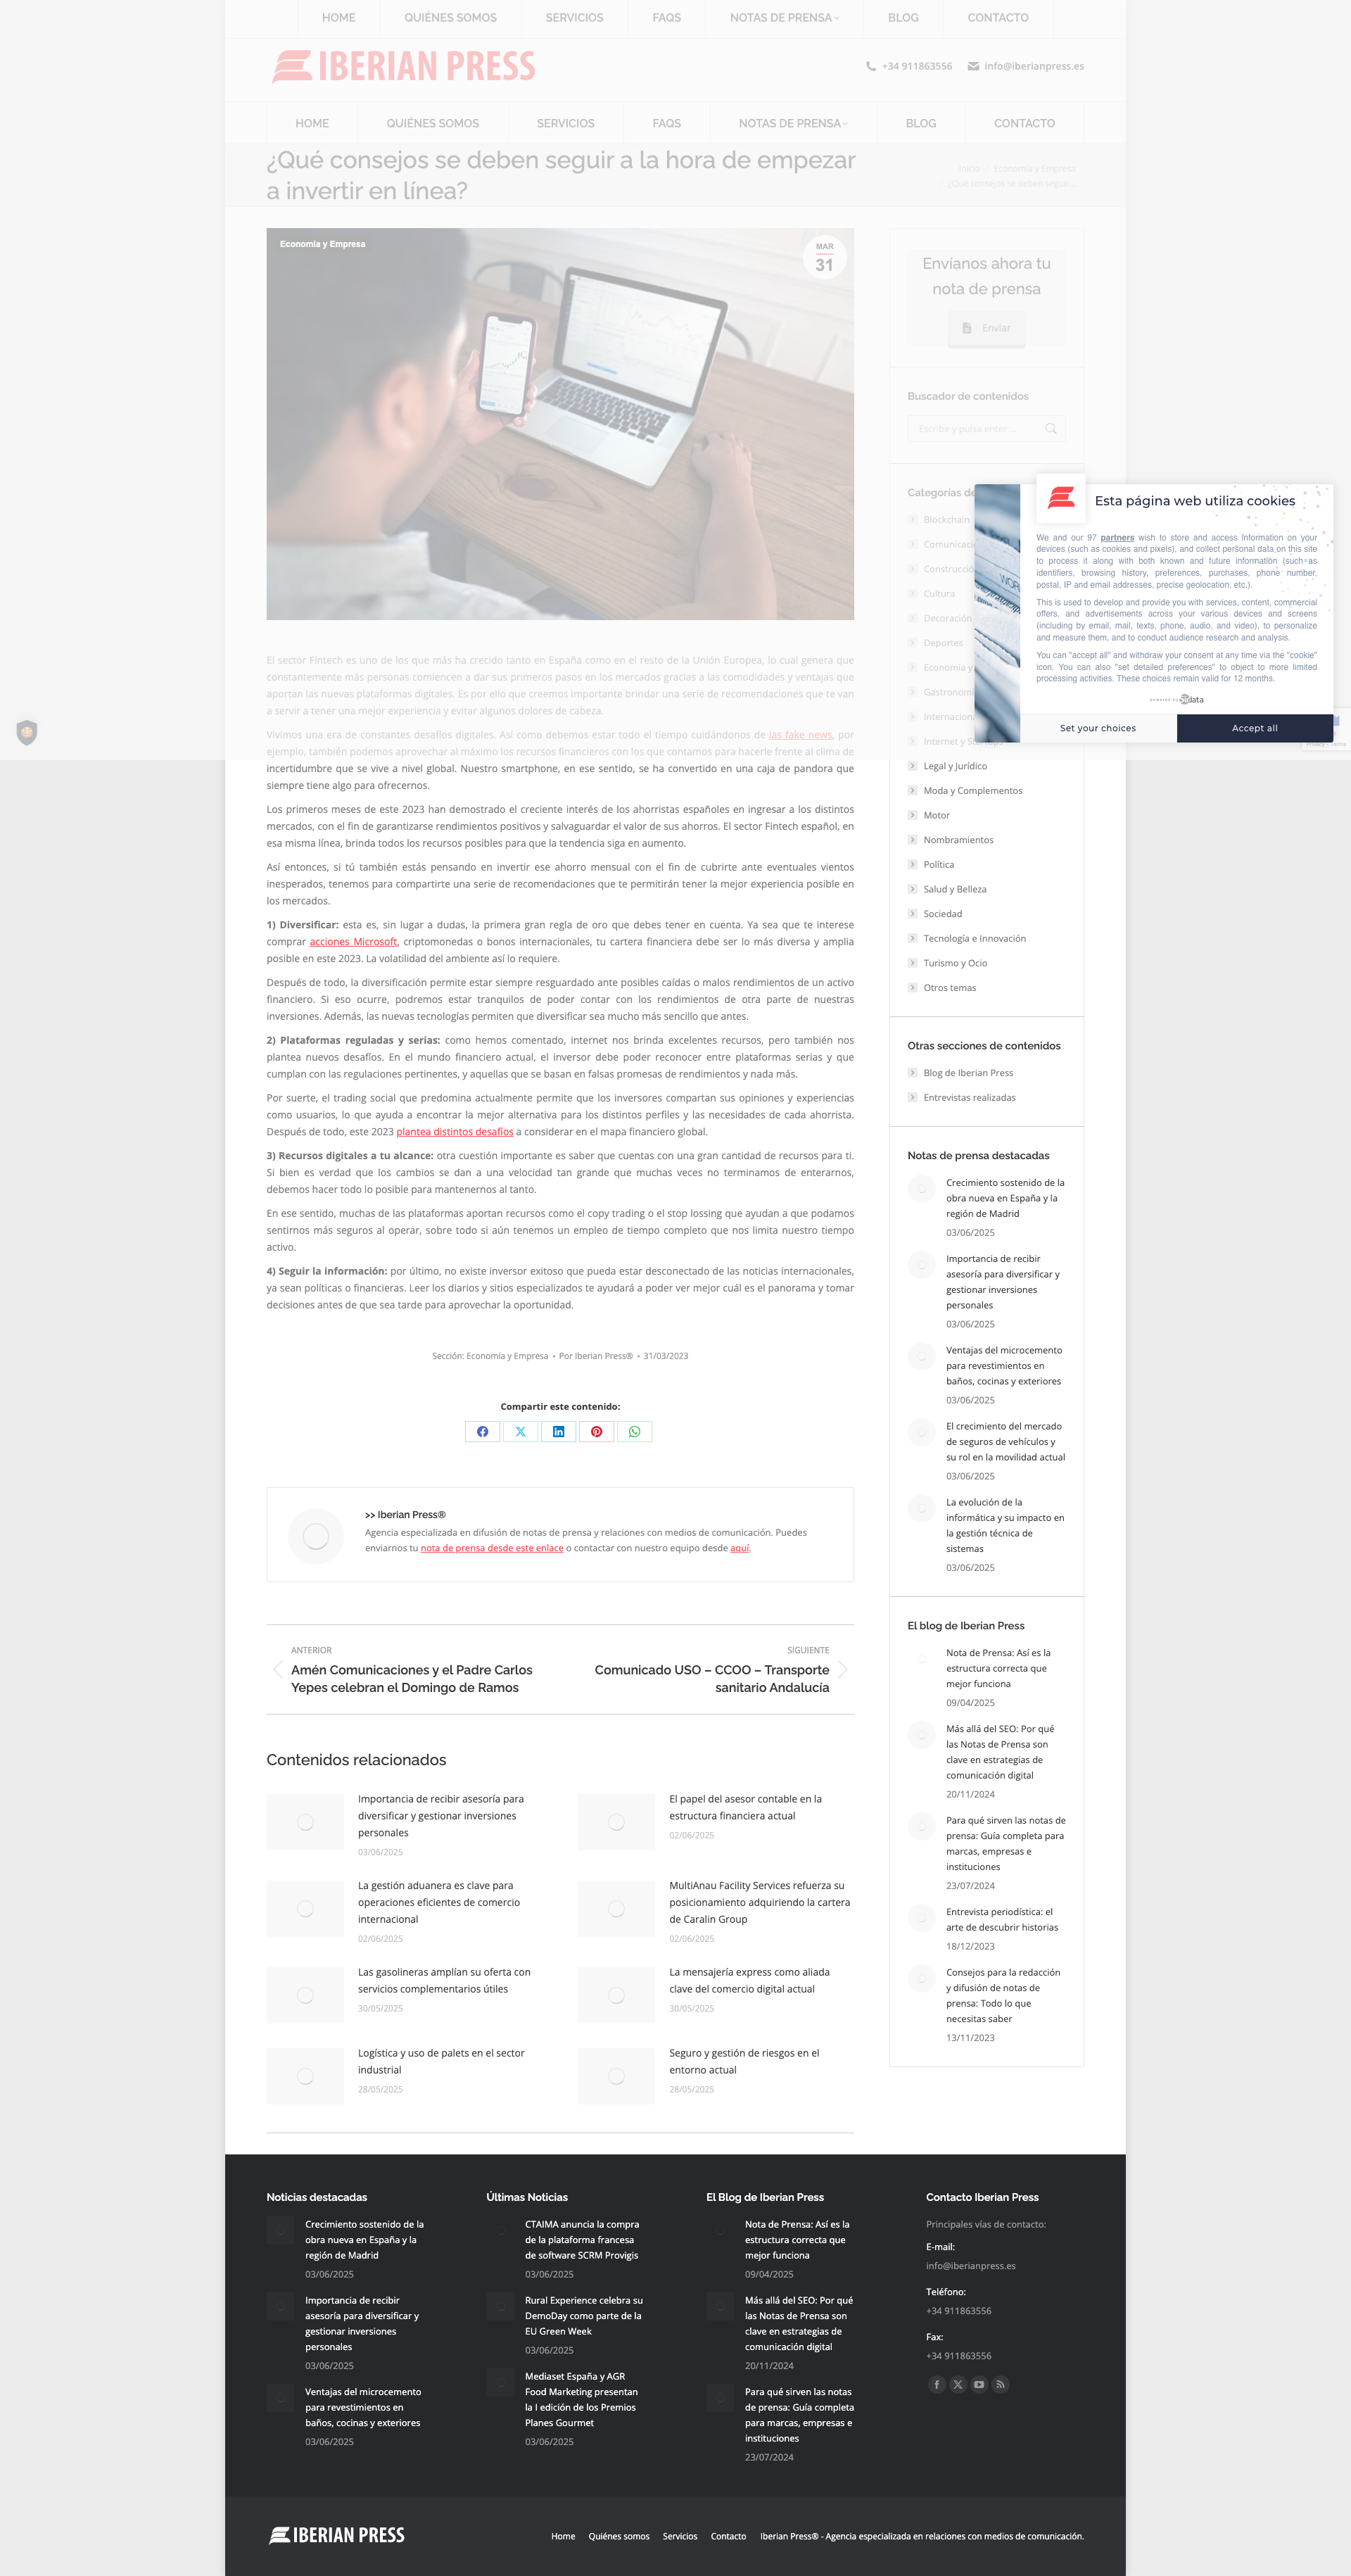 HOME QUIÉNES SOMOS SERVICIOS FAQS NOTAS DE PRENSA BLOG CONTACTO
IBERIAN PRESS
+34 911863556 info@iberianpress.es
HOME QUIÉNES SOMOS SERVICIOS FAQS NOTAS DE PRENSA BLOG CONTACTO
¿Qué consejos se deben seguir a la hora de empezar
a invertir en línea?
Inicio Economía y Empresa
¿Qué consejos se deben seguir…
Economía y Empresa
MAR
31
El sector Fintech es uno de los que más ha crecido tanto en España como en el resto de la Unión Europea, lo cual genera que
constantemente más personas comiencen a dar sus primeros pasos en los mercados, considerando las comodidades y ventajas que
aportan las nuevas plataformas digitales. Es por ello que creemos importante brindar una serie de recomendaciones que te van
a servir a tener una mejor experiencia y evitar algunos dolores de cabeza.
Vivimos una era de constantes desafíos digitales. Así como debemos estar todo el tiempo cuidándonos de las fake news, por
ejemplo, también podemos aprovechar al máximo los recursos financieros con los que contamos para hacerle frente al clima de
incertidumbre que se vive a nivel global. Nuestro smartphone, en ese sentido, se ha convertido en una caja de pandora que
siempre tiene algo para ofrecernos.
Los primeros meses de este 2023 han demostrado el creciente interés de los ahorristas españoles en ingresar a los distintos
mercados, con el fin de garantizarse rendimientos positivos y salvaguardar el valor de sus ahorros. El sector Fintech español, en
esa misma línea, brinda todos los recursos posibles para que la tendencia siga en aumento.
Así entonces, si tú también estás pensando en invertir ese ahorro mensual con el fin de cubrirte ante eventuales vientos
inesperados, tenemos para compartirte una serie de recomendaciones que te permitirán tener la mejor experiencia posible en
los mercados.
1) Diversificar: esta es, sin lugar a dudas, la primera gran regla de oro que debes tener en cuenta. Ya sea que te interese
comprar acciones Microsoft, criptomonedas o bonos internacionales, tu cartera financiera debe ser lo más diversa y amplia
posible en este 2023. La volatilidad del ambiente así lo requiere.
Después de todo, la diversificación permite estar siempre resguardado ante posibles caídas o malos rendimientos de un activo
financiero. Si eso ocurre, podremos estar tranquilos de poder contar con los rendimientos de otra parte de nuestras
inversiones. Además, las nuevas tecnologías permiten que diversificar sea mucho más sencillo que antes.
2) Plataformas reguladas y serias: como hemos comentado, internet nos brinda excelentes recursos, pero también nos
plantea nuevos desafíos. En el mundo financiero actual, el inversor debe poder reconocer entre plataformas serias y que
cumplan con las regulaciones pertinentes, y aquellas que se basan en falsas promesas de rendimientos y nada más.
Por suerte, el trading social que predomina actualmente permite que los inversores compartan sus opiniones y experiencias
como usuarios, lo que ayuda a encontrar la mejor alternativa para los distintos perfiles y las necesidades de cada ahorrista.
Después de todo, este 2023 plantea distintos desafíos a considerar en el mapa financiero global.
3) Recursos digitales a tu alcance: otra cuestión importante es saber que cuentas con una gran cantidad de recursos para ti.
Si bien es verdad que los cambios se dan a una velocidad tan grande que muchas veces no terminamos de enterarnos,
debemos hacer todo lo posible para mantenernos al tanto.
En ese sentido, muchas de las plataformas aportan recursos como el copy trading o el stop lossing que ayudan a que podamos
sentirnos más seguros al operar, sobre todo si aún tenemos un empleo de tiempo completo que nos limita nuestro tiempo
activo.
4) Seguir la información: por último, no existe inversor exitoso que pueda estar desconectado de las noticias internacionales,
ya sean políticas o financieras. Leer los diarios y sitios especializados te ayudará a poder ver mejor cuál es el panorama y tomar
decisiones antes de que sea tarde para aprovechar la oportunidad.
Sección: Economía y Empresa • Por Iberian Press® • 31/03/2023
Compartir este contenido:
>> Iberian Press®
Agencia especializada en difusión de notas de prensa y relaciones con medios de comunicación. Puedes
enviarnos tu nota de prensa desde este enlace o contactar con nuestro equipo desde aquí.
ANTERIOR
Amén Comunicaciones y el Padre Carlos
Yepes celebran el Domingo de Ramos
SIGUIENTE
Comunicado USO – CCOO – Transporte
sanitario Andalucía
Contenidos relacionados
Importancia de recibir asesoría para
diversificar y gestionar inversiones
personales
03/06/2025
El papel del asesor contable en la
estructura financiera actual
02/06/2025
La gestión aduanera es clave para
operaciones eficientes de comercio
internacional
02/06/2025
MultiAnau Facility Services refuerza su
posicionamiento adquiriendo la cartera
de Caralin Group
02/06/2025
Las gasolineras amplían su oferta con
servicios complementarios útiles
30/05/2025
La mensajería express como aliada
clave del comercio digital actual
30/05/2025
Logística y uso de palets en el sector
industrial
28/05/2025
Seguro y gestión de riesgos en el
entorno actual
28/05/2025
Envíanos ahora tu
nota de prensa
Enviar
Buscador de contenidos
Escribe y pulsa enter …
Categorías de
Blockchain
Comunicació
Construcció
Cultura
Decoración
Deportes
Economía y
Gastronomí
Internaciona
Internet y Startups
Legal y Jurídico
Moda y Complementos
Motor
Nombramientos
Política
Salud y Belleza
Sociedad
Tecnología e Innovación
Turismo y Ocio
Otros temas
Esta página web utiliza cookies
We and our 97 partners wish to store and access information on your
devices (such as cookies and pixels), and collect personal data on this site
to process it along with both known and future information (such as
identifiers, browsing history, preferences, purchases, phone number,
postal, IP and email addresses, precise geolocation, etc.).
This is used to develop and provide you with services, content, commercial
offers, and advertisements across your various devices and screens
(including by email, mail, texts, phone, audio, and video), to personalize
and measure them, and to conduct audience research and analysis.
You can "accept all" and withdraw your consent at any time via the "cookie"
icon. You can also "set detailed preferences" to object to more limited
processing activities. These choices remain valid for 12 months.
Set your choices Accept all
Privacy - Terms
Otras secciones de contenidos
Blog de Iberian Press
Entrevistas realizadas
Notas de prensa destacadas
Crecimiento sostenido de la
obra nueva en España y la
región de Madrid
03/06/2025
Importancia de recibir
asesoría para diversificar y
gestionar inversiones
personales
03/06/2025
Ventajas del microcemento
para revestimientos en
baños, cocinas y exteriores
03/06/2025
El crecimiento del mercado
de seguros de vehículos y
su rol en la movilidad actual
03/06/2025
La evolución de la
informática y su impacto en
la gestión técnica de
sistemas
03/06/2025
El blog de Iberian Press
Nota de Prensa: Así es la
estructura correcta que
mejor funciona
09/04/2025
Más allá del SEO: Por qué
las Notas de Prensa son
clave en estrategias de
comunicación digital
20/11/2024
Para qué sirven las notas de
prensa: Guía completa para
marcas, empresas e
instituciones
23/07/2024
Entrevista periodística: el
arte de descubrir historias
18/12/2023
Consejos para la redacción
y difusión de notas de
prensa: Todo lo que
necesitas saber
13/11/2023
Noticias destacadas
Crecimiento sostenido de la
obra nueva en España y la
región de Madrid
03/06/2025
Importancia de recibir
asesoría para diversificar y
gestionar inversiones
personales
03/06/2025
Ventajas del microcemento
para revestimientos en
baños, cocinas y exteriores
03/06/2025
Últimas Noticias
CTAIMA anuncia la compra
de la plataforma francesa
de software SCRM Provigis
03/06/2025
Rural Experience celebra su
DemoDay como parte de la
EU Green Week
03/06/2025
Mediaset España y AGR
Food Marketing presentan
la I edición de los Premios
Planes Gourmet
03/06/2025
El Blog de Iberian Press
Nota de Prensa: Así es la
estructura correcta que
mejor funciona
09/04/2025
Más allá del SEO: Por qué
las Notas de Prensa son
clave en estrategias de
comunicación digital
20/11/2024
Para qué sirven las notas
de prensa: Guía completa
para marcas, empresas e
instituciones
23/07/2024
Contacto Iberian Press
Principales vías de contacto:
E-mail:
info@iberianpress.es
Teléfono:
+34 911863556
Fax:
+34 911863556
IBERIAN PRESS
Home Quiénes somos Servicios Contacto Iberian Press® - Agencia especializada en relaciones con medios de comunicación.